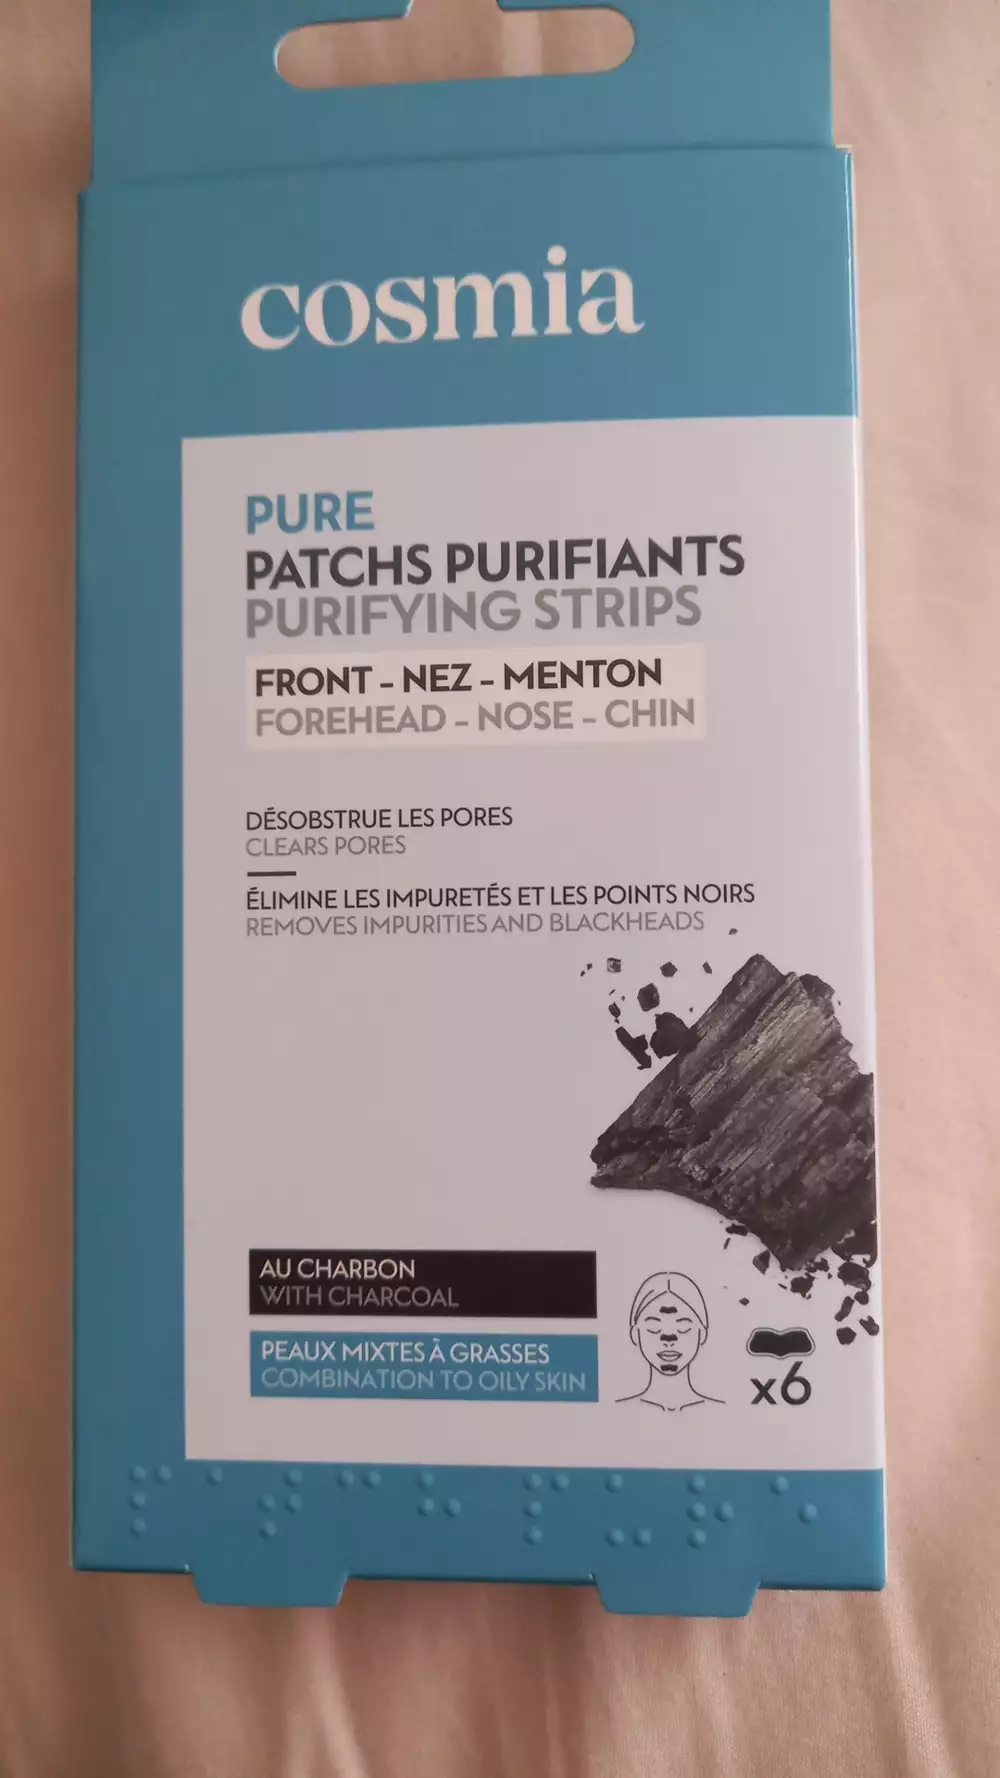 cosmia
PURE
PATCHS PURIFIANTS
PURIFYING STRIPS
FRONT - NEZ - MENTON
FOREHEAD - NOSE - CHIN
DÉSOBSTRUE LES PORES
CLEARS PORES
ÉLIMINE LES IMPURETÉS ET LES POINTS NOIRS
REMOVES IMPURITIES AND BLACKHEADS
AU CHARBON
WITH CHARCOAL
PEAUX MIXTES À GRASSES
COMBINATION TO OILY SKIN
x6